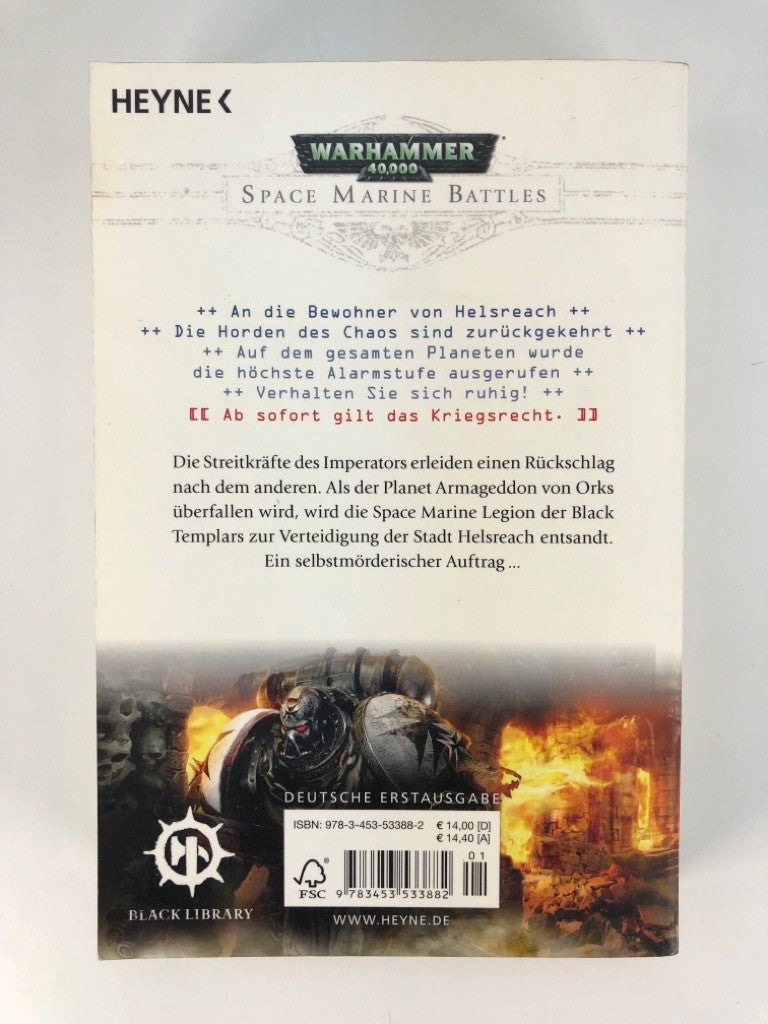 HEYNE<
WARHAMMER
40,000
SPACE MARINE BATTLES
++ An die Bewohner von Helsreach ++
++ Die Horden des Chaos sind zurückgekehrt ++
++ Auf dem gesamten Planeten wurde
die höchste Alarmstufe ausgerufen ++
++ Verhalten Sie sich ruhig! ++
[[ Ab sofort gilt das Kriegsrecht. ]]
Die Streitkräfte des Imperators erleiden einen Rückschlag
nach dem anderen. Als der Planet Armageddon von Orks
überfallen wird, wird die Space Marine Legion der Black
Templars zur Verteidigung der Stadt Helsreach entsandt.
Ein selbstmörderischer Auftrag ...
DEUTSCHE ERSTAUSGABE
ISBN: 978-3-453-53388-2 € 14,00 [D]
€ 14,40 [A]
01
FSC
9 783453 533882
BLACK LIBRARY
WWW.HEYNE.DE